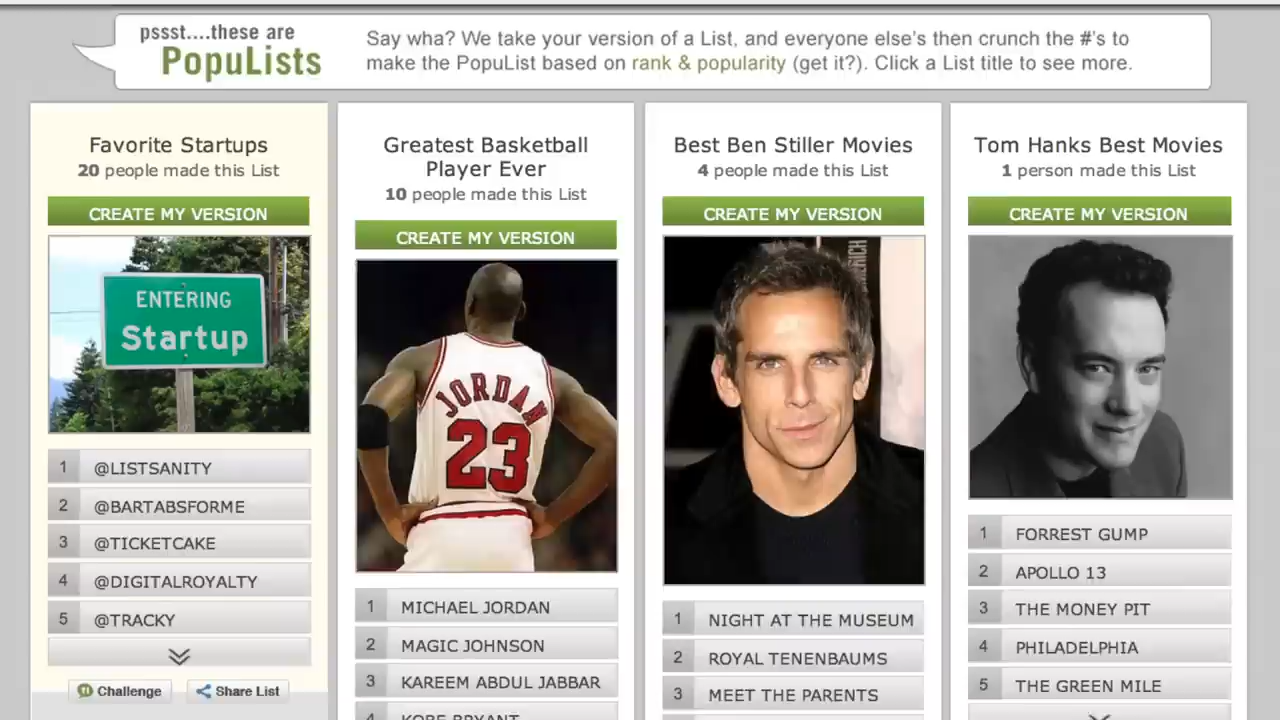 pssst....these are
PopuLists
Say wha? We take your version of a List, and everyone else's then crunch the #'s to
make the PopuList based on rank & popularity (get it?). Click a List title to see more.
Favorite Startups
20 people made this List
CREATE MY VERSION
ENTERING
Startup
1 @LISTSANITY
2 @BARTABSFORME
3 @TICKETCAKE
4 @DIGITALROYALTY
5 @TRACKY
Challenge
Share List
Greatest Basketball
Player Ever
10 people made this List
CREATE MY VERSION
JORDAN
23
1 MICHAEL JORDAN
2 MAGIC JOHNSON
3 KAREEM ABDUL JABBAR
4 KOBE BRYANT
Best Ben Stiller Movies
4 people made this List
CREATE MY VERSION
1 NIGHT AT THE MUSEUM
2 ROYAL TENENBAUMS
3 MEET THE PARENTS
Tom Hanks Best Movies
1 person made this List
CREATE MY VERSION
1 FORREST GUMP
2 APOLLO 13
3 THE MONEY PIT
4 PHILADELPHIA
5 THE GREEN MILE